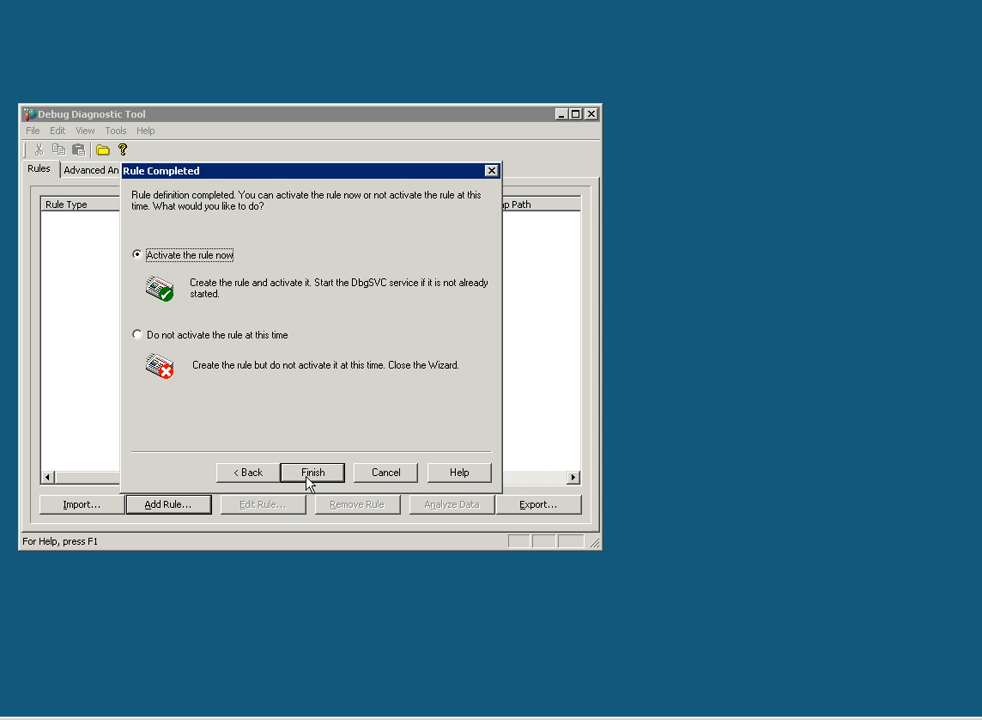 Debug Diagnostic Tool
File Edit View Tools Help
Rules Advanced An
Rule Completed
Rule definition completed. You can activate the rule now or not activate the rule at this
time. What would you like to do?
Rule Type
p Path
Activate the rule now
Create the rule and activate it. Start the DbgSVC service if it is not already
started.
Do not activate the rule at this time
Create the rule but do not activate it at this time. Close the Wizard.
< Back Finish Cancel Help
Import... Add Rule... Edit Rule... Remove Rule Analyze Data Export...
For Help, press F1